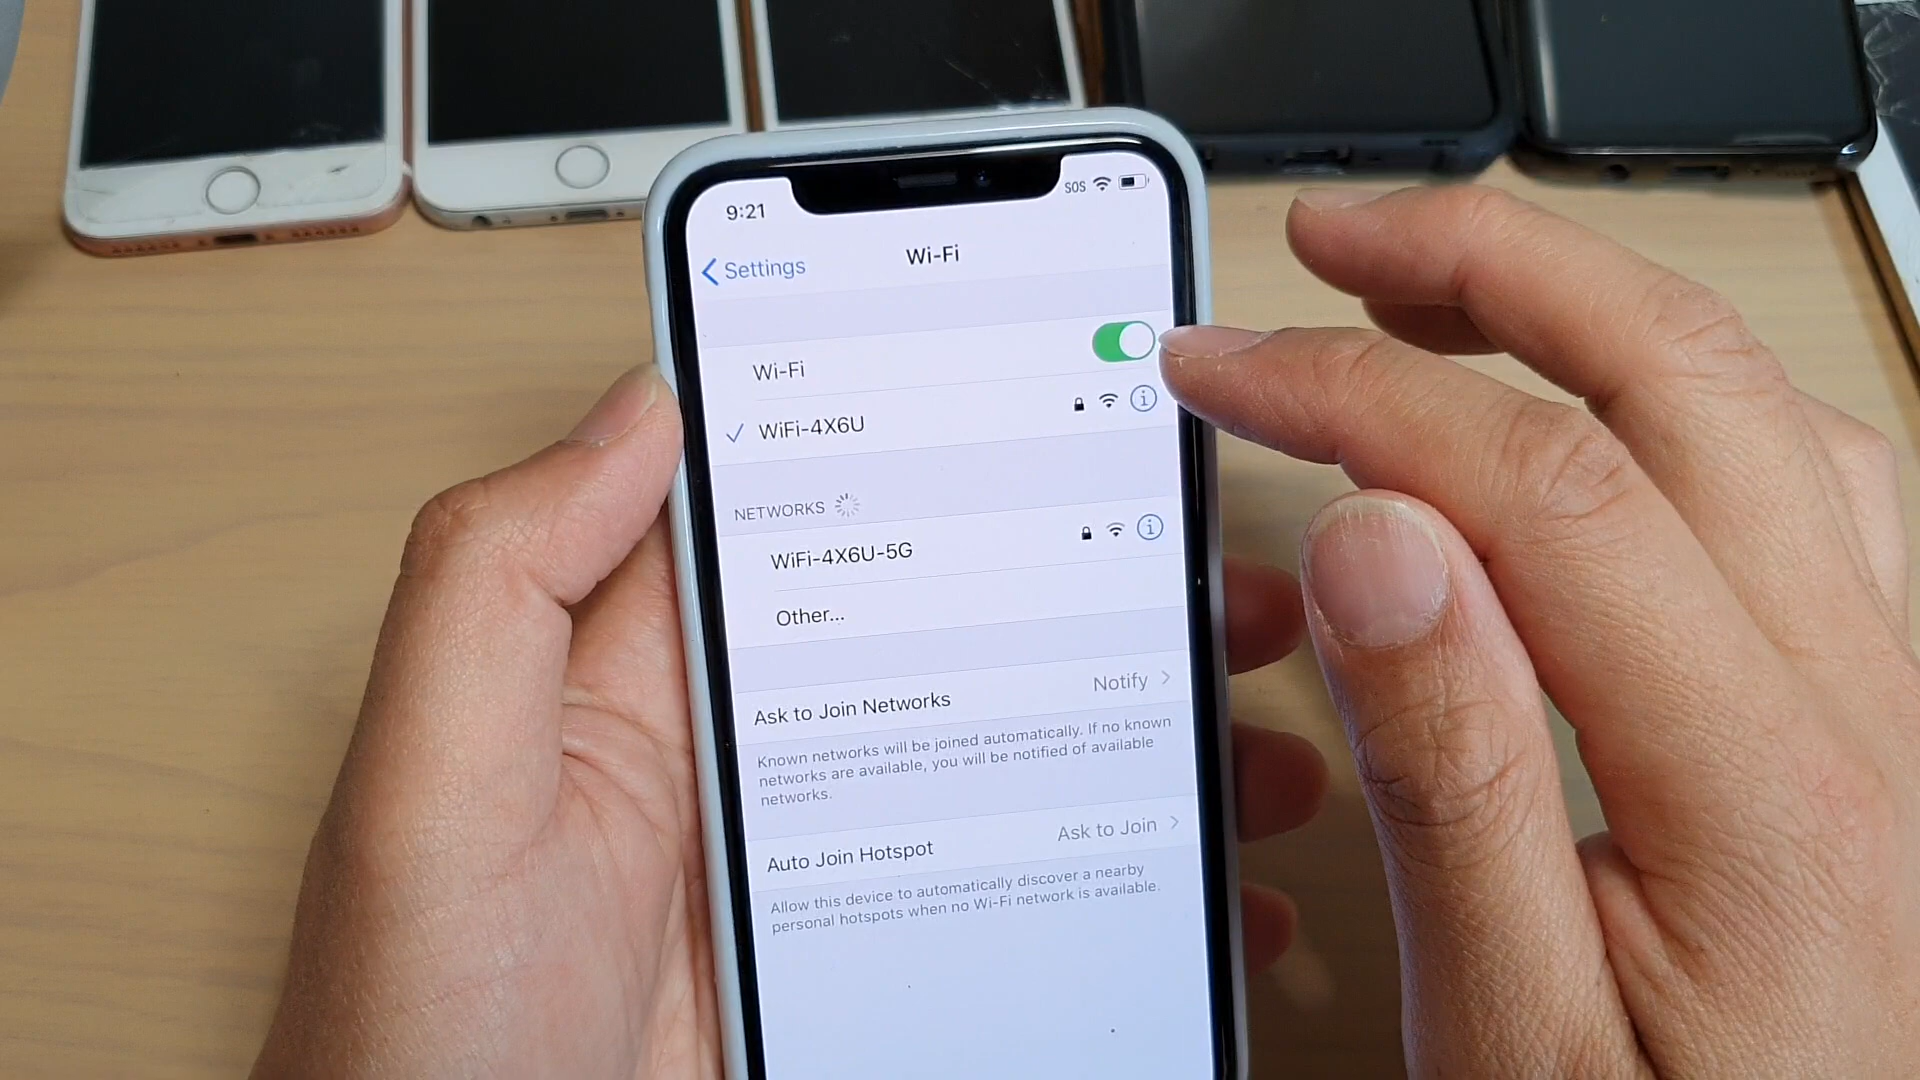 9:21
SOS
Settings
Wi-Fi
Wi-Fi
WiFi-4X6U
NETWORKS
WiFi-4X6U-5G
Other...
Ask to Join Networks
Notify
Known networks will be joined automatically. If no known
networks are available, you will be notified of available
networks.
Auto Join Hotspot
Ask to Join
Allow this device to automatically discover a nearby
personal hotspots when no Wi-Fi network is available.